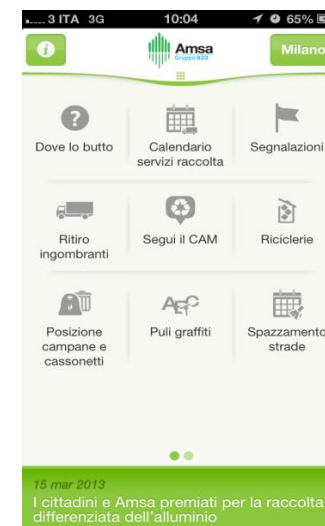 3 ITA 3G 10:04 65%
i Amsa Milano
Gruppo a2a
Dove lo butto
Calendario
servizi raccolta
Segnalazioni
Ritiro
ingombranti
Segui il CAM
Riciclerie
Posizione
campane e
cassonetti
Puli graffiti
Spazzamento
strade
15 mar 2013
I cittadini e Amsa premiati per la raccolta
differenziata dell'alluminio